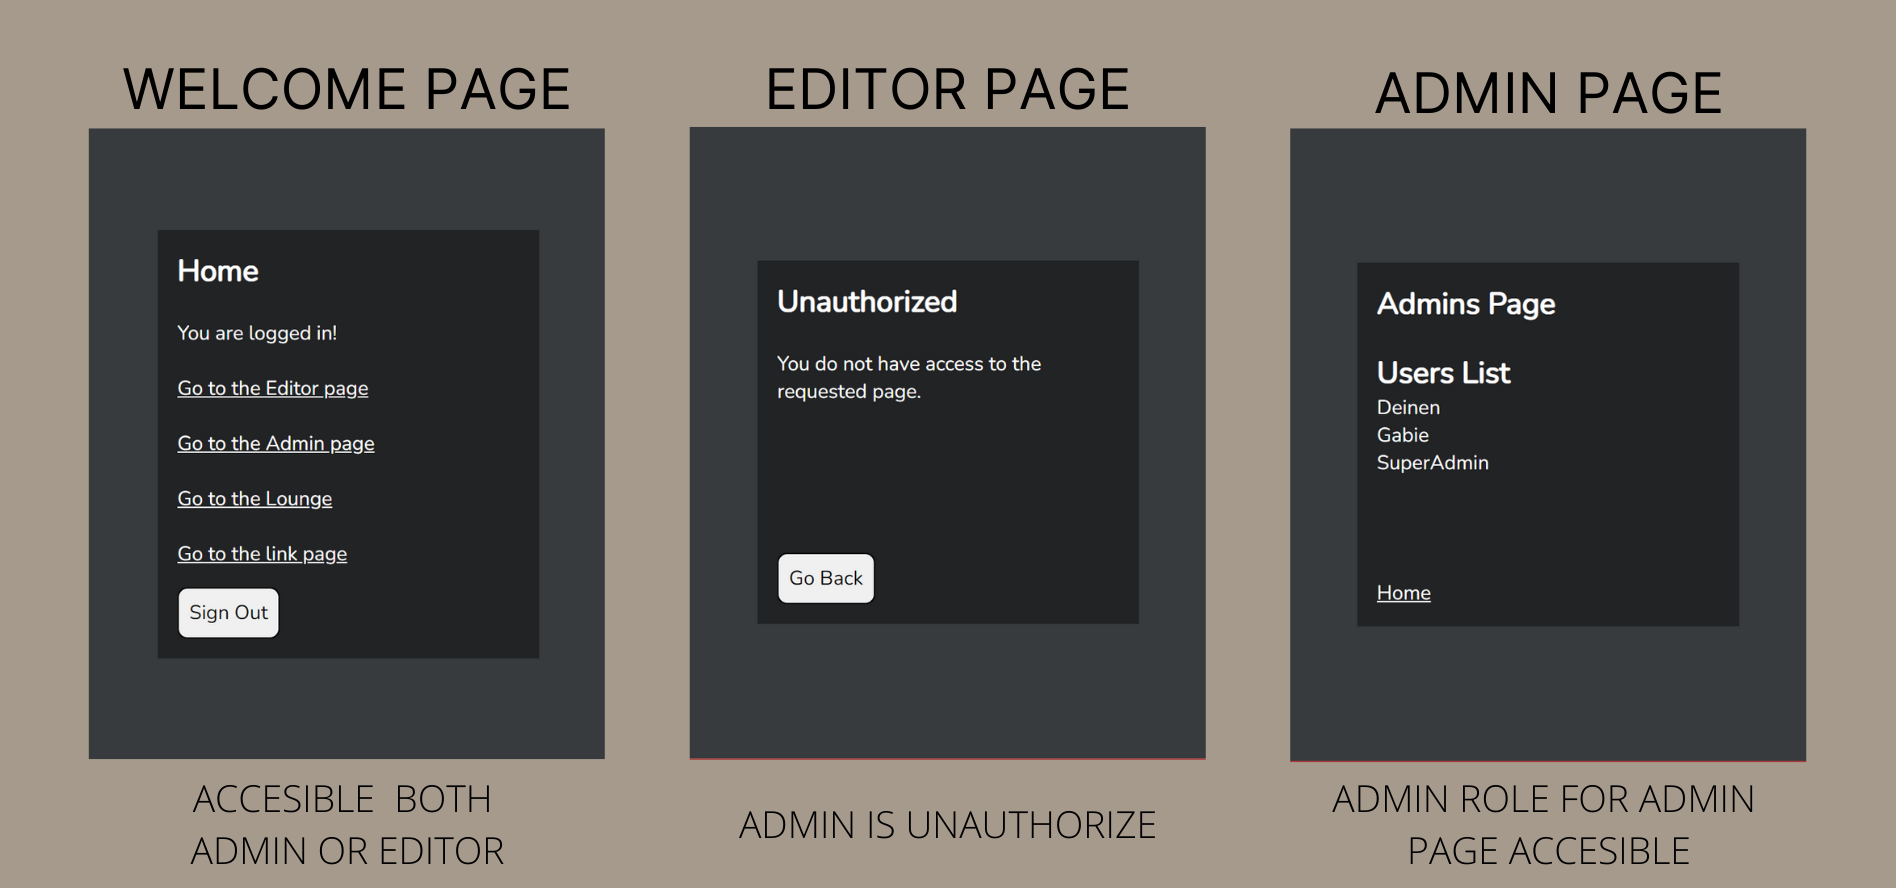 WELCOME PAGE
Home
You are logged in!
Go to the Editor page
Go to the Admin page
Go to the Lounge
Go to the link page
Sign Out
ACCESIBLE BOTH
ADMIN OR EDITOR
EDITOR PAGE
Unauthorized
You do not have access to the
requested page.
Go Back
ADMIN IS UNAUTHORIZE
ADMIN PAGE
Admins Page
Users List
Deinen
Gabie
SuperAdmin
Home
ADMIN ROLE FOR ADMIN
PAGE ACCESIBLE